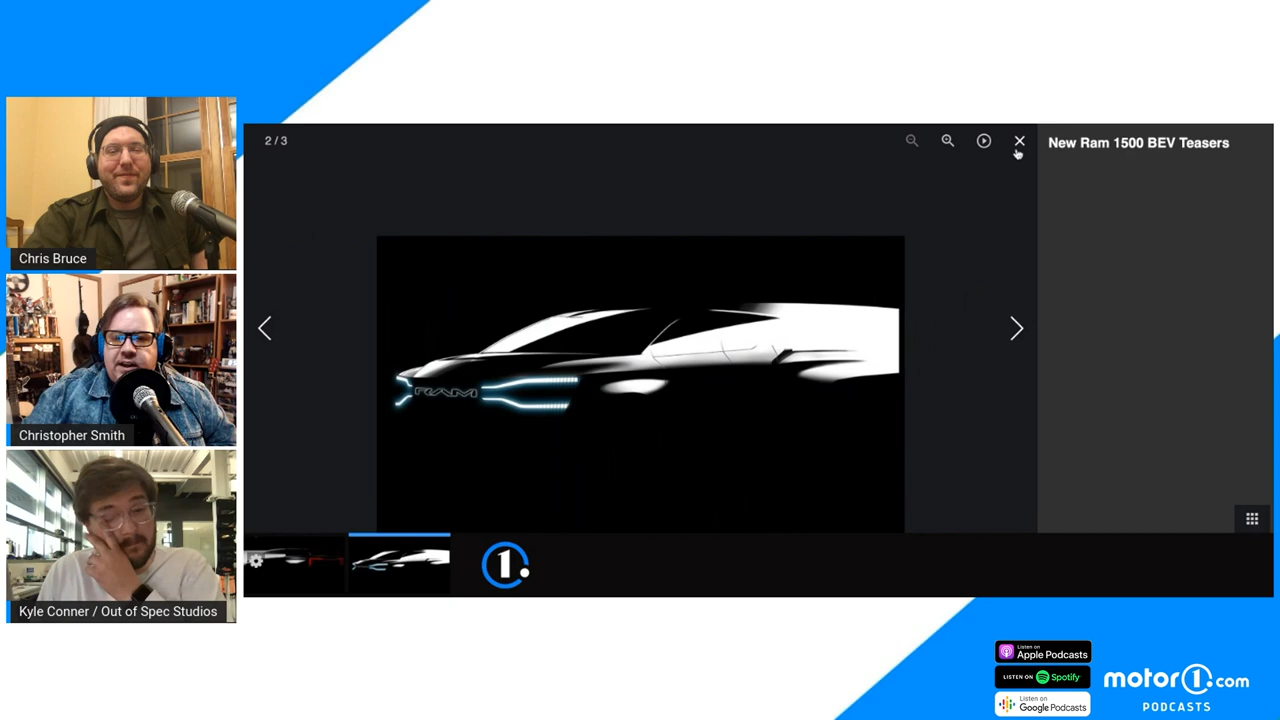 Chris Bruce
Christopher Smith
Kyle Conner / Out of Spec Studios
2 / 3
New Ram 1500 BEV Teasers
RAM
1.
Listen on
Apple Podcasts
LISTEN ON Spotify
Listen on
Google Podcasts
motor1.com
PODCASTS